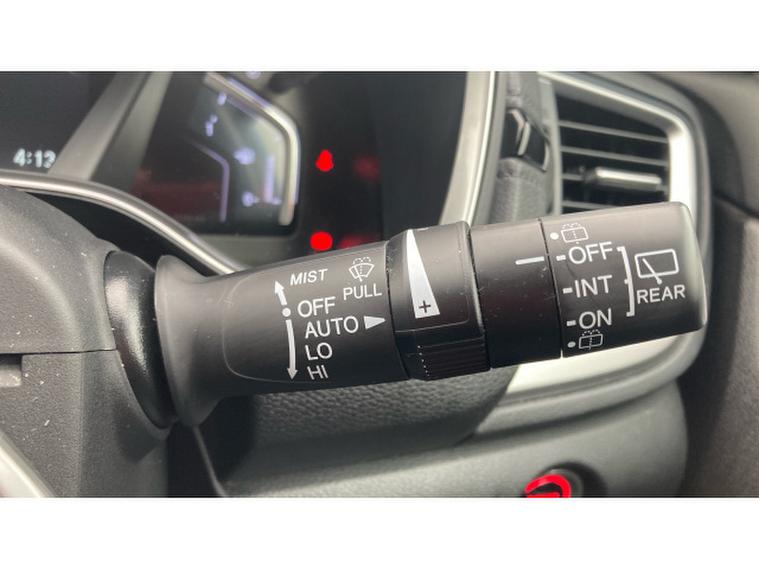 4:12
MIST
PULL
OFF
AUTO
LO
HI
+
OFF
INT
ON
REAR